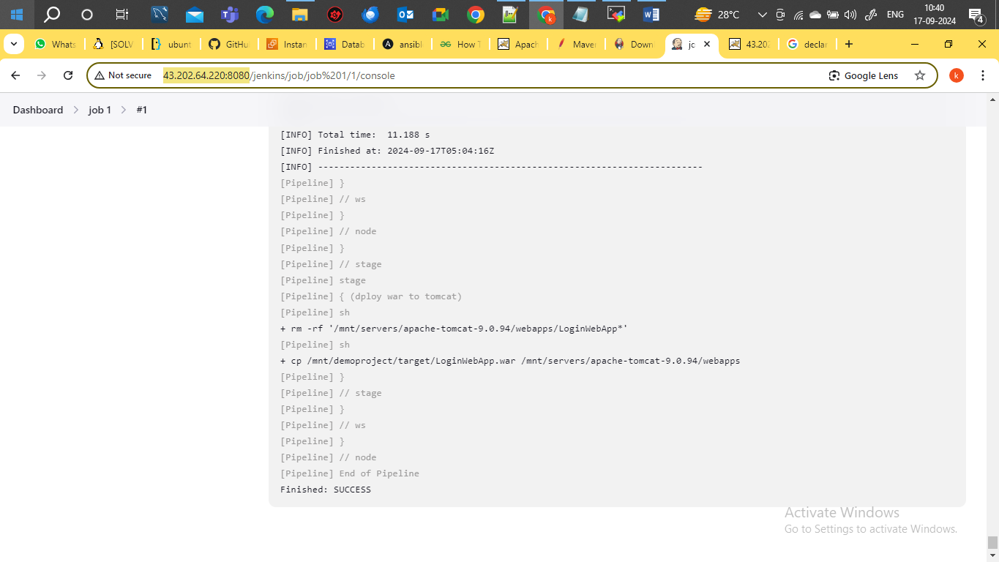 28°C
ENG
10:40
17-09-2024
4
Whats
[SOLV
ubunt
GitHu
Instan
Datab
ansibl
How T
Apach
Maver
Down
jc
43.202
declar
Not secure
43.202.64.220:8080/jenkins/job/job%201/1/console
Google Lens
k
Dashboard > job 1 > #1
[INFO] Total time:  11.188 s
[INFO] Finished at: 2024-09-17T05:04:16Z
[INFO] ------------------------------------------------------------------------
[Pipeline] }
[Pipeline] // ws
[Pipeline] }
[Pipeline] // node
[Pipeline] }
[Pipeline] // stage
[Pipeline] stage
[Pipeline] { (dploy war to tomcat)
[Pipeline] sh
+ rm -rf '/mnt/servers/apache-tomcat-9.0.94/webapps/LoginWebApp*'
[Pipeline] sh
+ cp /mnt/demoproject/target/LoginWebApp.war /mnt/servers/apache-tomcat-9.0.94/webapps
[Pipeline] }
[Pipeline] // stage
[Pipeline] }
[Pipeline] // ws
[Pipeline] }
[Pipeline] // node
[Pipeline] End of Pipeline
Finished: SUCCESS
Activate Windows
Go to Settings to activate Windows.